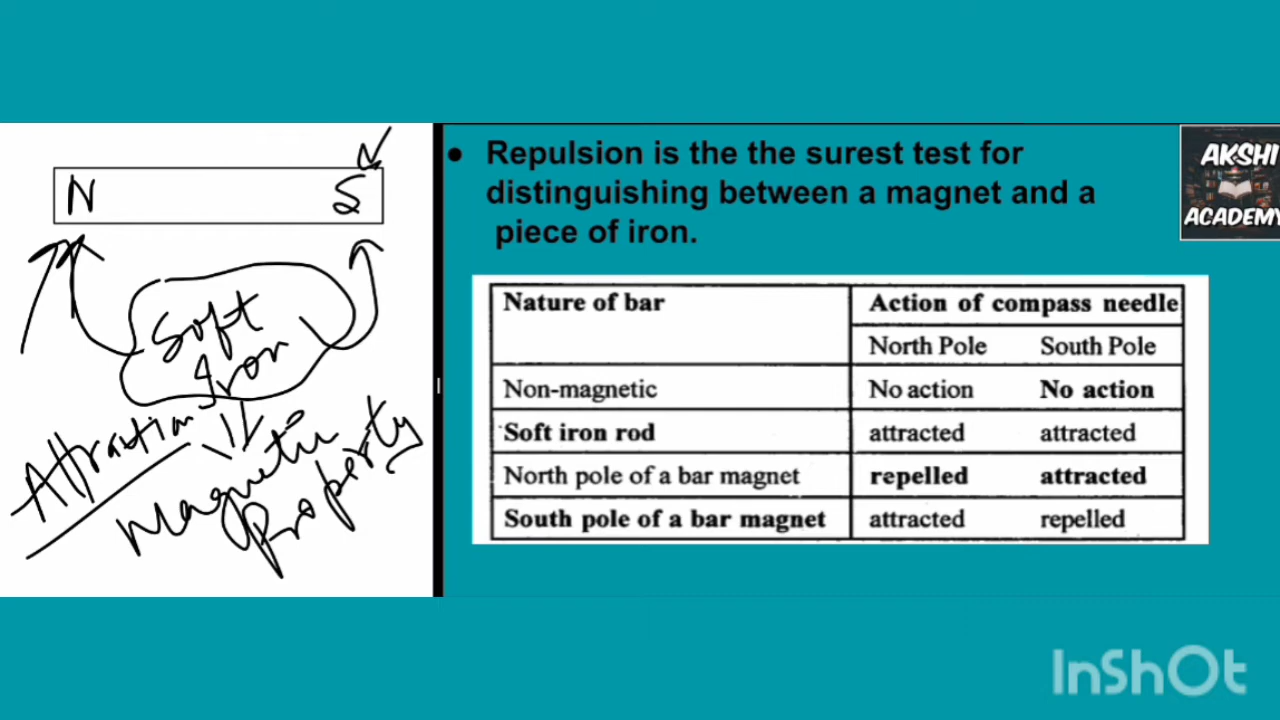 N S
Soft
Iron
Attraction
Magnetic
Property
● Repulsion is the the surest test for
distinguishing between a magnet and a
piece of iron.
AKSHI
ACADEMY
Nature of bar Action of compass needle
North Pole South Pole
Non-magnetic No action No action
Soft iron rod attracted attracted
North pole of a bar magnet repelled attracted
South pole of a bar magnet attracted repelled
InShOt